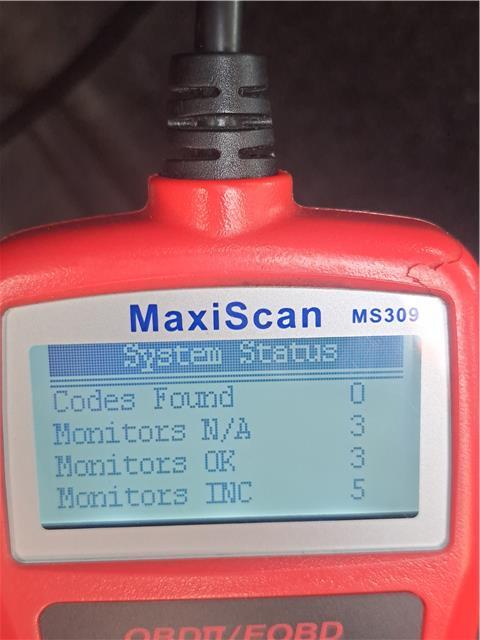 MaxiScan MS309
System Status
Codes Found 0
Monitors N/A 3
Monitors OK 3
Monitors INC 5
OBDII/EOBD